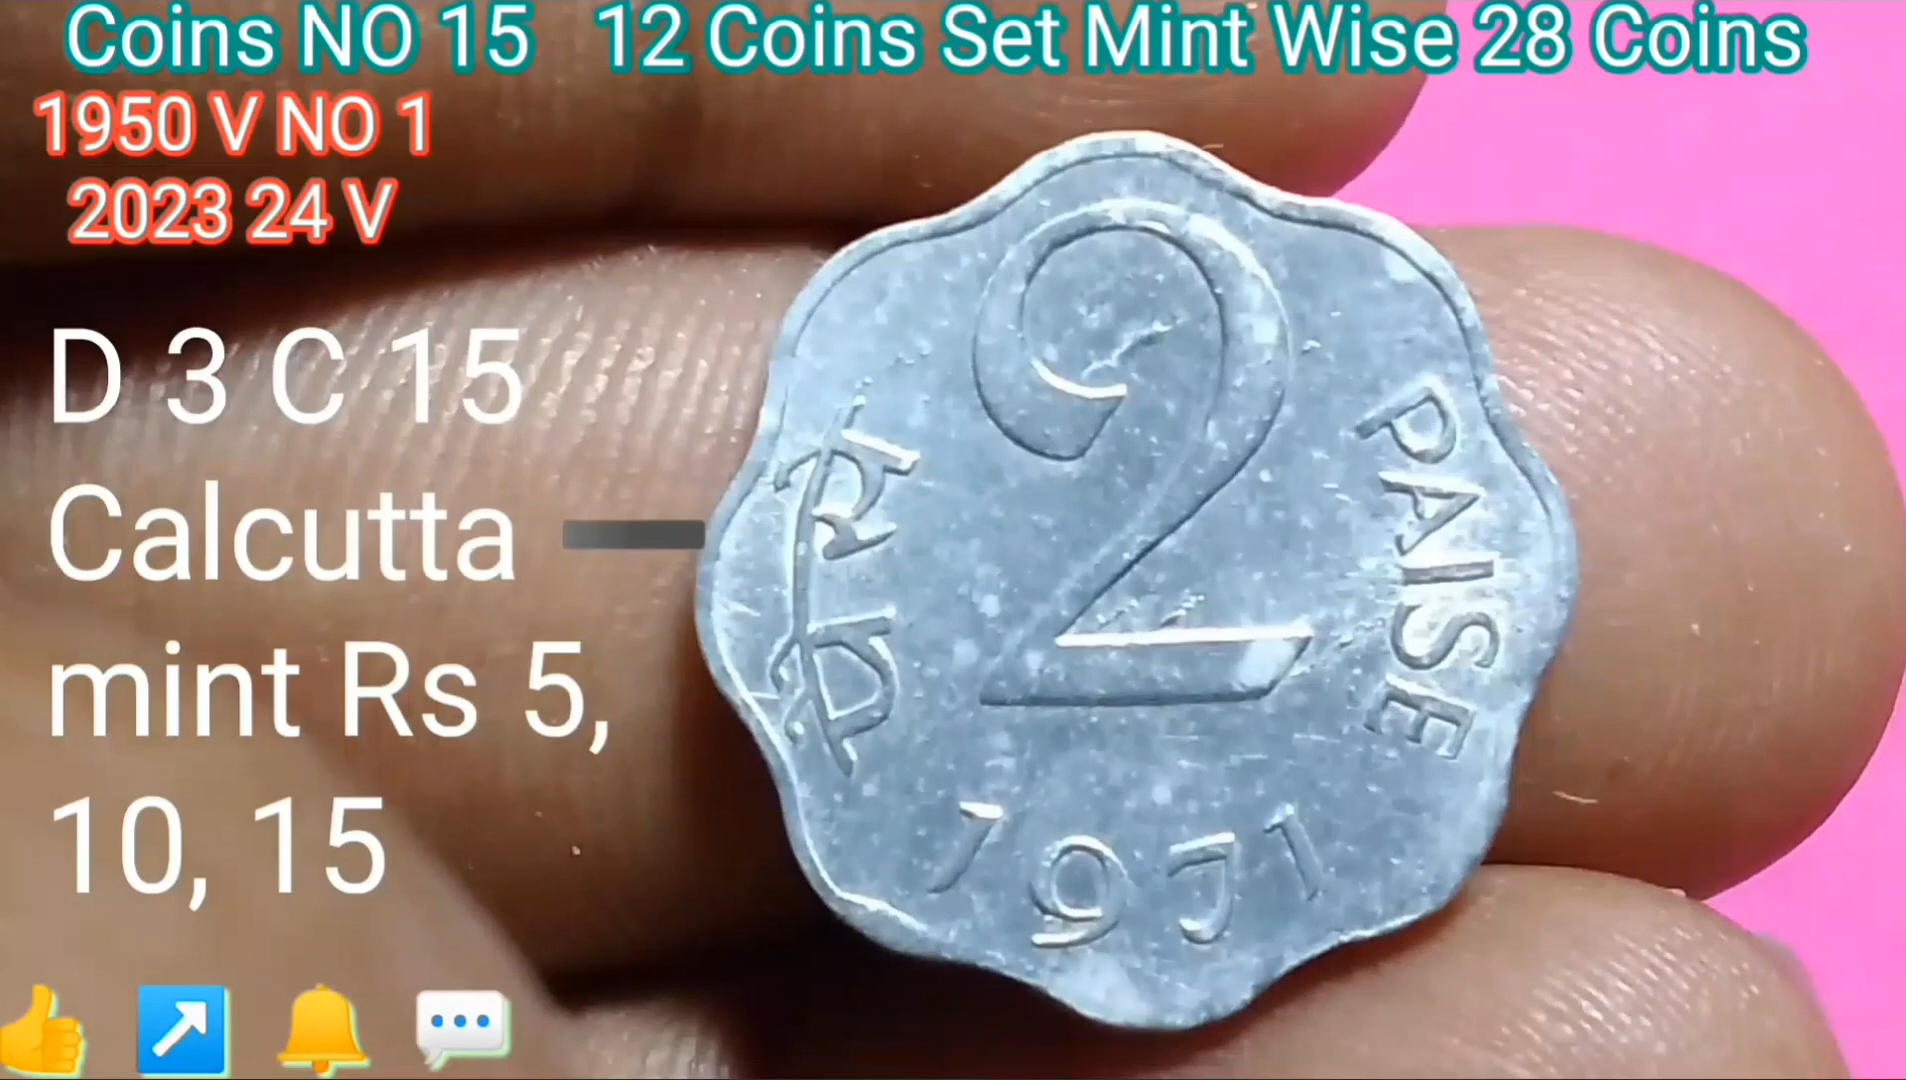 Coins NO 15 12 Coins Set Mint Wise 28 Coins
1950 V NO 1
2023 24 V
D 3 C 15
Calcutta
mint Rs 5,
10, 15
2
पैसे
PAISE
1971